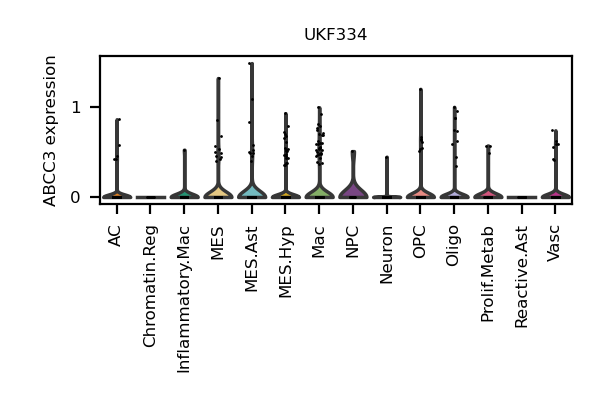 UKF334
ABCC3 expression
1
0
AC
Chromatin.Reg
Inflammatory.Mac
MES
MES.Ast
MES.Hyp
Mac
NPC
Neuron
OPC
Oligo
Prolif.Metab
Reactive.Ast
Vasc